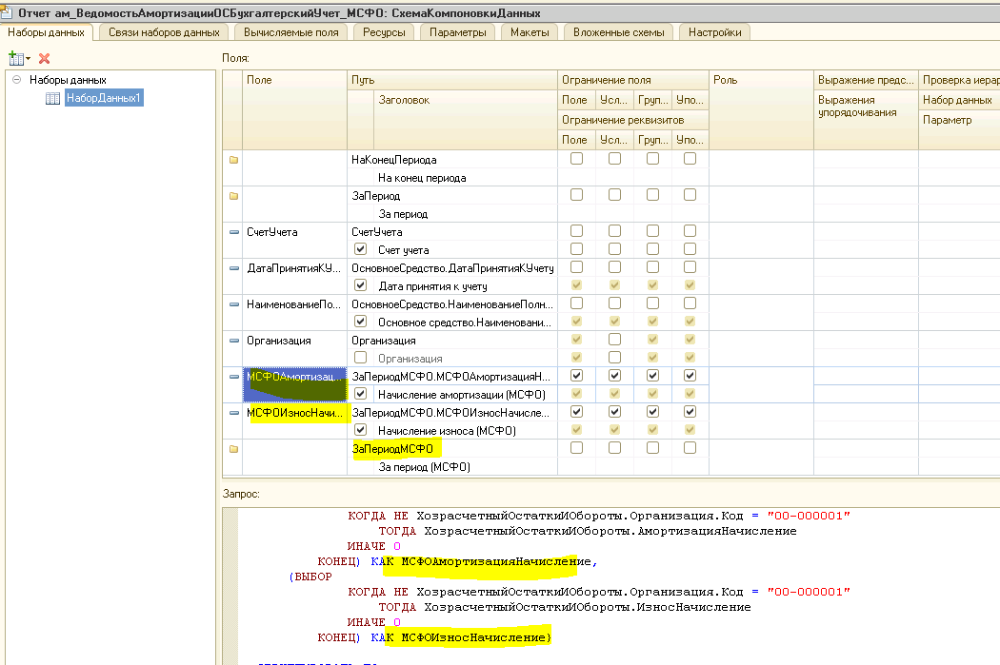 Отчет ам_ВедомостьАмортизацииОСБухгалтерскийУчет_МСФО: СхемаКомпоновкиДанных
Наборы данных Связи наборов данных Вычисляемые поля Ресурсы Параметры Макеты Вложенные схемы Настройки
Поля:
Наборы данных
НаборДанных1
Поле Путь Ограничение поля Роль Выражение предс... Проверка иерар
Заголовок Поле Усл... Груп... Упо... Выражения упорядочивания Набор данных
Ограничение реквизитов Параметр
Поле Усл... Груп... Упо...
НаКонецПериода
На конец периода
ЗаПериод
За период
СчетУчета СчетУчета
Счет учета
ДатаПринятияКУ... ОсновноеСредство.ДатаПринятияКУчету
Дата принятия к учету
НаименованиеПо... ОсновноеСредство.НаименованиеПолн...
Основное средство.Наименовани...
Организация Организация
Организация
МСФОАмортизац... ЗаПериодМСФО.МСФОАмортизацияН...
Начисление амортизации (МСФО)
МСФОИзносНачи... ЗаПериодМСФО.МСФОИзносНачисле...
Начисление износа (МСФО)
ЗаПериодМСФО
За период (МСФО)
Запрос:
КОГДА НЕ ХозрасчетныйОстаткиИОбороты.Организация.Код = "00-000001"
ТОГДА ХозрасчетныйОстаткиИОбороты.АмортизацияНачисление
ИНАЧЕ 0
КОНЕЦ) КАК МСФОАмортизацияНачисление,
(ВЫБОР
КОГДА НЕ ХозрасчетныйОстаткиИОбороты.Организация.Код = "00-000001"
ТОГДА ХозрасчетныйОстаткиИОбороты.ИзносНачисление
ИНАЧЕ 0
КОНЕЦ) КАК МСФОИзносНачисление}